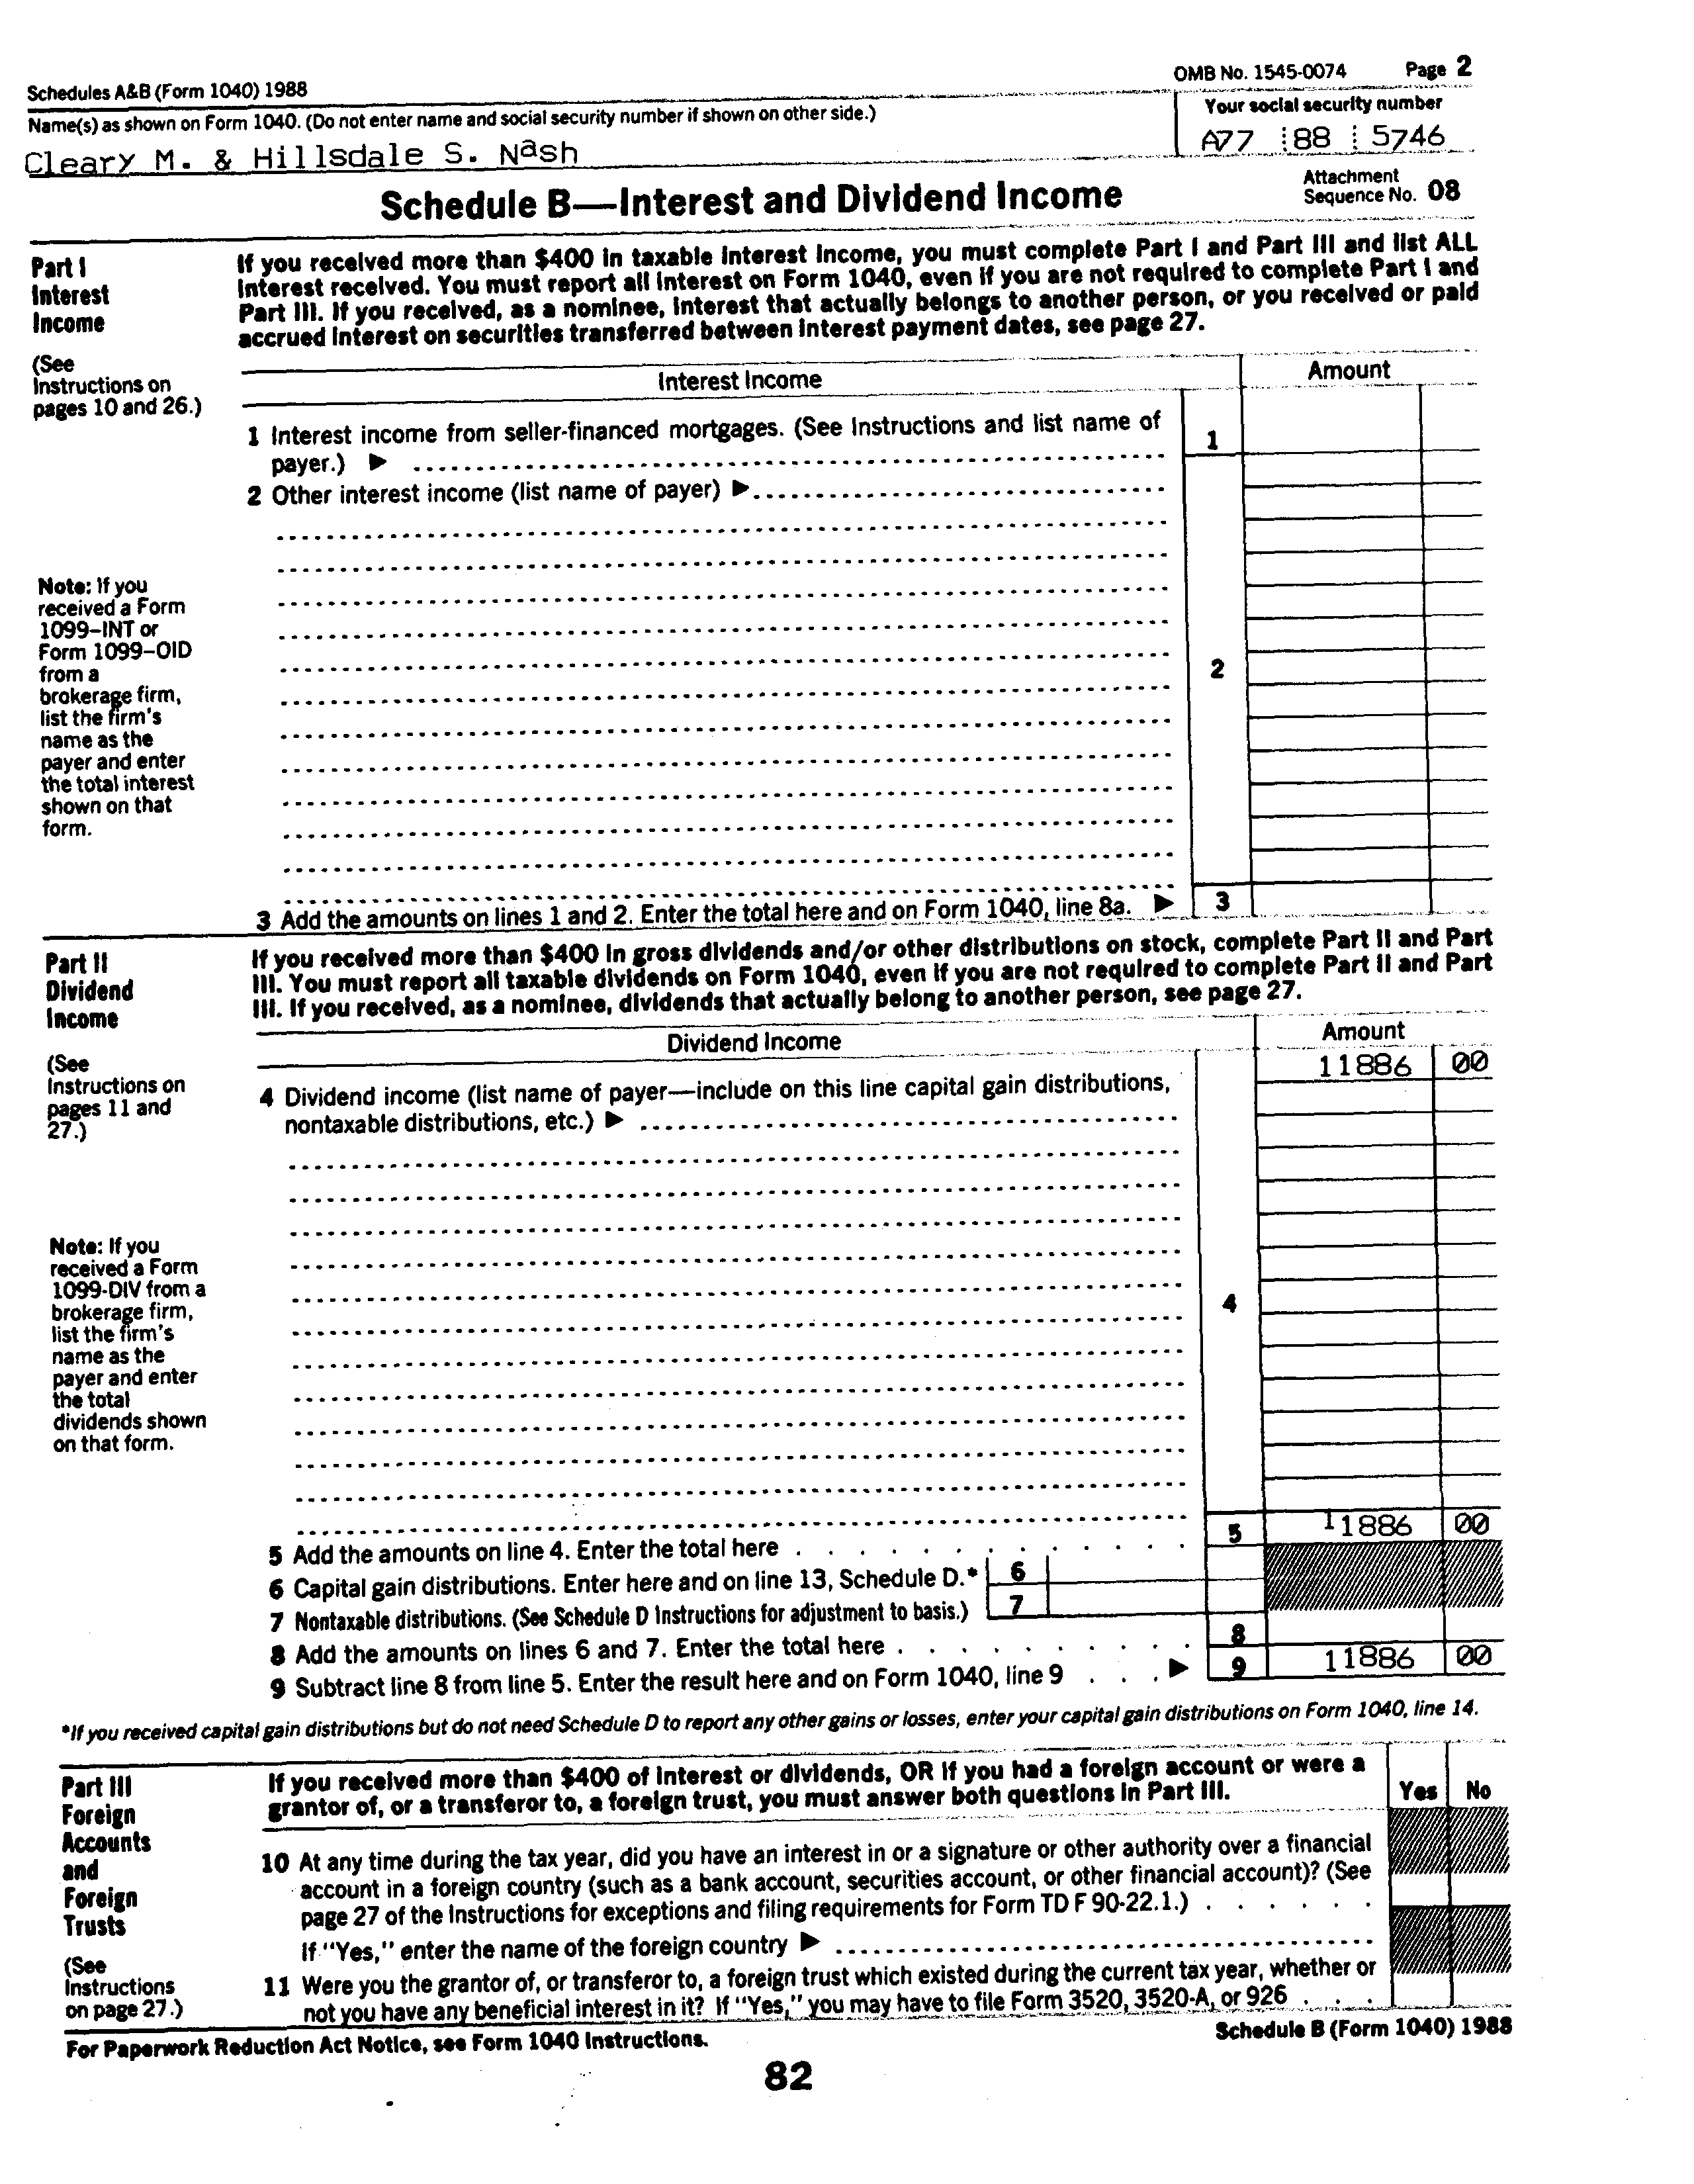 Schedules A&B (Form 1040) 1988
OMB No. 1545-0074 Page 2
Name(s) as shown on Form 1040. (Do not enter name and social security number if shown on other side.)
Your social security number
Cleary M. & Hillsdale S. Nash
A77 88 5746
Schedule B—Interest and Dividend Income
Attachment
Sequence No. 08
Part I
Interest
Income
(See
Instructions on
pages 10 and 26.)
If you received more than $400 in taxable interest income, you must complete Part I and Part III and list ALL
interest received. You must report all interest on Form 1040, even if you are not required to complete Part I and
Part III. If you received, as a nominee, interest that actually belongs to another person, or you received or paid
accrued interest on securities transferred between interest payment dates, see page 27.
Interest Income
Amount
1 Interest income from seller-financed mortgages. (See Instructions and list name of
payer.) ▶
1
2 Other interest income (list name of payer) ▶
Note: If you
received a Form
1099–INT or
Form 1099–OID
from a
brokerage firm,
list the firm's
name as the
payer and enter
the total interest
shown on that
form.
2
3 Add the amounts on lines 1 and 2. Enter the total here and on Form 1040, line 8a. ▶ 3
Part II
Dividend
Income
(See
Instructions on
pages 11 and
27.)
If you received more than $400 in gross dividends and/or other distributions on stock, complete Part II and Part
III. You must report all taxable dividends on Form 1040, even if you are not required to complete Part II and Part
III. If you received, as a nominee, dividends that actually belong to another person, see page 27.
Dividend Income
Amount
11886 00
4 Dividend income (list name of payer—include on this line capital gain distributions,
nontaxable distributions, etc.) ▶
Note: If you
received a Form
1099-DIV from a
brokerage firm,
list the firm's
name as the
payer and enter
the total
dividends shown
on that form.
4
5 Add the amounts on line 4. Enter the total here . . . . . . . . . . . . 5 11886 00
6 Capital gain distributions. Enter here and on line 13, Schedule D.* 6
7 Nontaxable distributions. (See Schedule D Instructions for adjustment to basis.) 7
8 Add the amounts on lines 6 and 7. Enter the total here . . . . . . . . . . 8
9 Subtract line 8 from line 5. Enter the result here and on Form 1040, line 9 . . . ▶ 9 11886 00
*If you received capital gain distributions but do not need Schedule D to report any other gains or losses, enter your capital gain distributions on Form 1040, line 14.
Part III
Foreign
Accounts
and
Foreign
Trusts
(See
Instructions
on page 27.)
If you received more than $400 of interest or dividends, OR if you had a foreign account or were a
grantor of, or a transferor to, a foreign trust, you must answer both questions in Part III.
Yes No
10 At any time during the tax year, did you have an interest in or a signature or other authority over a financial
account in a foreign country (such as a bank account, securities account, or other financial account)? (See
page 27 of the Instructions for exceptions and filing requirements for Form TD F 90-22.1.) . . . . . .
If "Yes," enter the name of the foreign country ▶
11 Were you the grantor of, or transferor to, a foreign trust which existed during the current tax year, whether or
not you have any beneficial interest in it? If "Yes," you may have to file Form 3520, 3520-A, or 926 . . .
For Paperwork Reduction Act Notice, see Form 1040 Instructions.
Schedule B (Form 1040) 1988
82